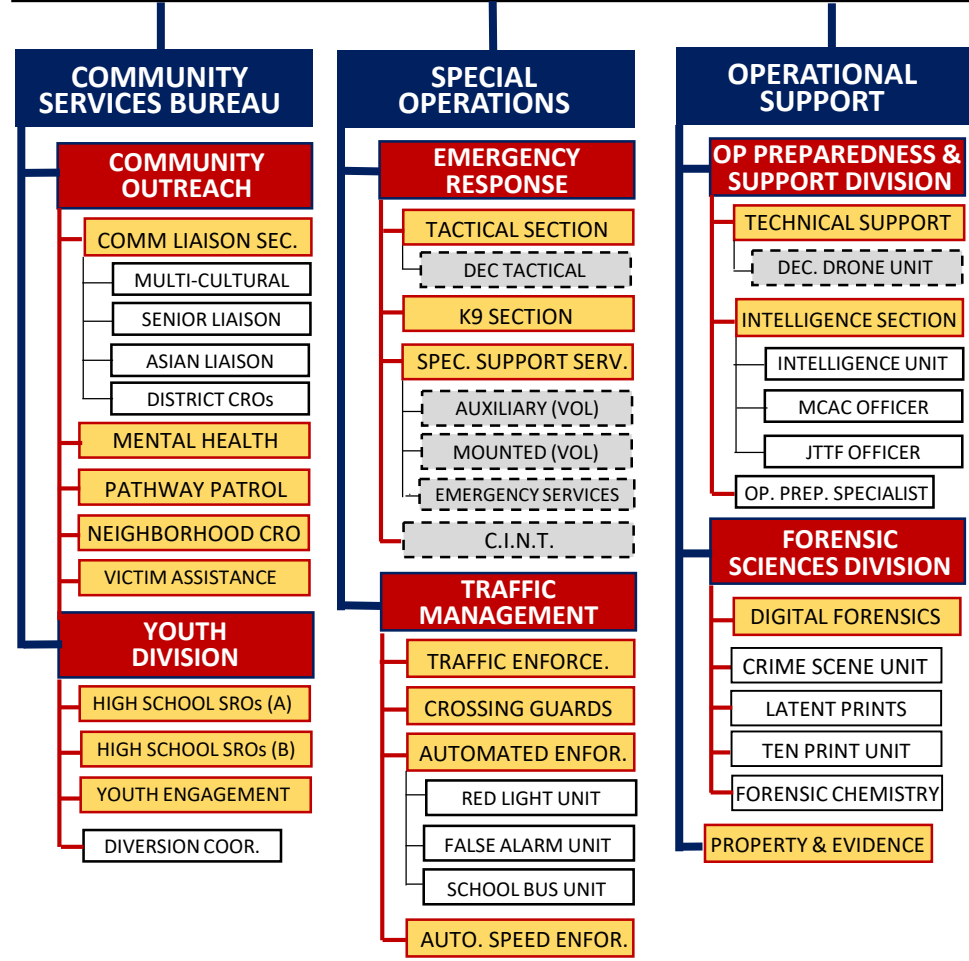 COMMUNITY
SERVICES BUREAU
COMMUNITY
OUTREACH
COMM LIAISON SEC.
MULTI-CULTURAL
SENIOR LIAISON
ASIAN LIAISON
DISTRICT CROs
MENTAL HEALTH
PATHWAY PATROL
NEIGHBORHOOD CRO
VICTIM ASSISTANCE
YOUTH
DIVISION
HIGH SCHOOL SROs (A)
HIGH SCHOOL SROs (B)
YOUTH ENGAGEMENT
DIVERSION COOR.
SPECIAL
OPERATIONS
EMERGENCY
RESPONSE
TACTICAL SECTION
DEC TACTICAL
K9 SECTION
SPEC. SUPPORT SERV.
AUXILIARY (VOL)
MOUNTED (VOL)
EMERGENCY SERVICES
C.I.N.T.
TRAFFIC
MANAGEMENT
TRAFFIC ENFORCE.
CROSSING GUARDS
AUTOMATED ENFOR.
RED LIGHT UNIT
FALSE ALARM UNIT
SCHOOL BUS UNIT
AUTO. SPEED ENFOR.
OPERATIONAL
SUPPORT
OP PREPAREDNESS &
SUPPORT DIVISION
TECHNICAL SUPPORT
DEC. DRONE UNIT
INTELLIGENCE SECTION
INTELLIGENCE UNIT
MCAC OFFICER
JTTF OFFICER
OP. PREP. SPECIALIST
FORENSIC
SCIENCES DIVISION
DIGITAL FORENSICS
CRIME SCENE UNIT
LATENT PRINTS
TEN PRINT UNIT
FORENSIC CHEMISTRY
PROPERTY & EVIDENCE